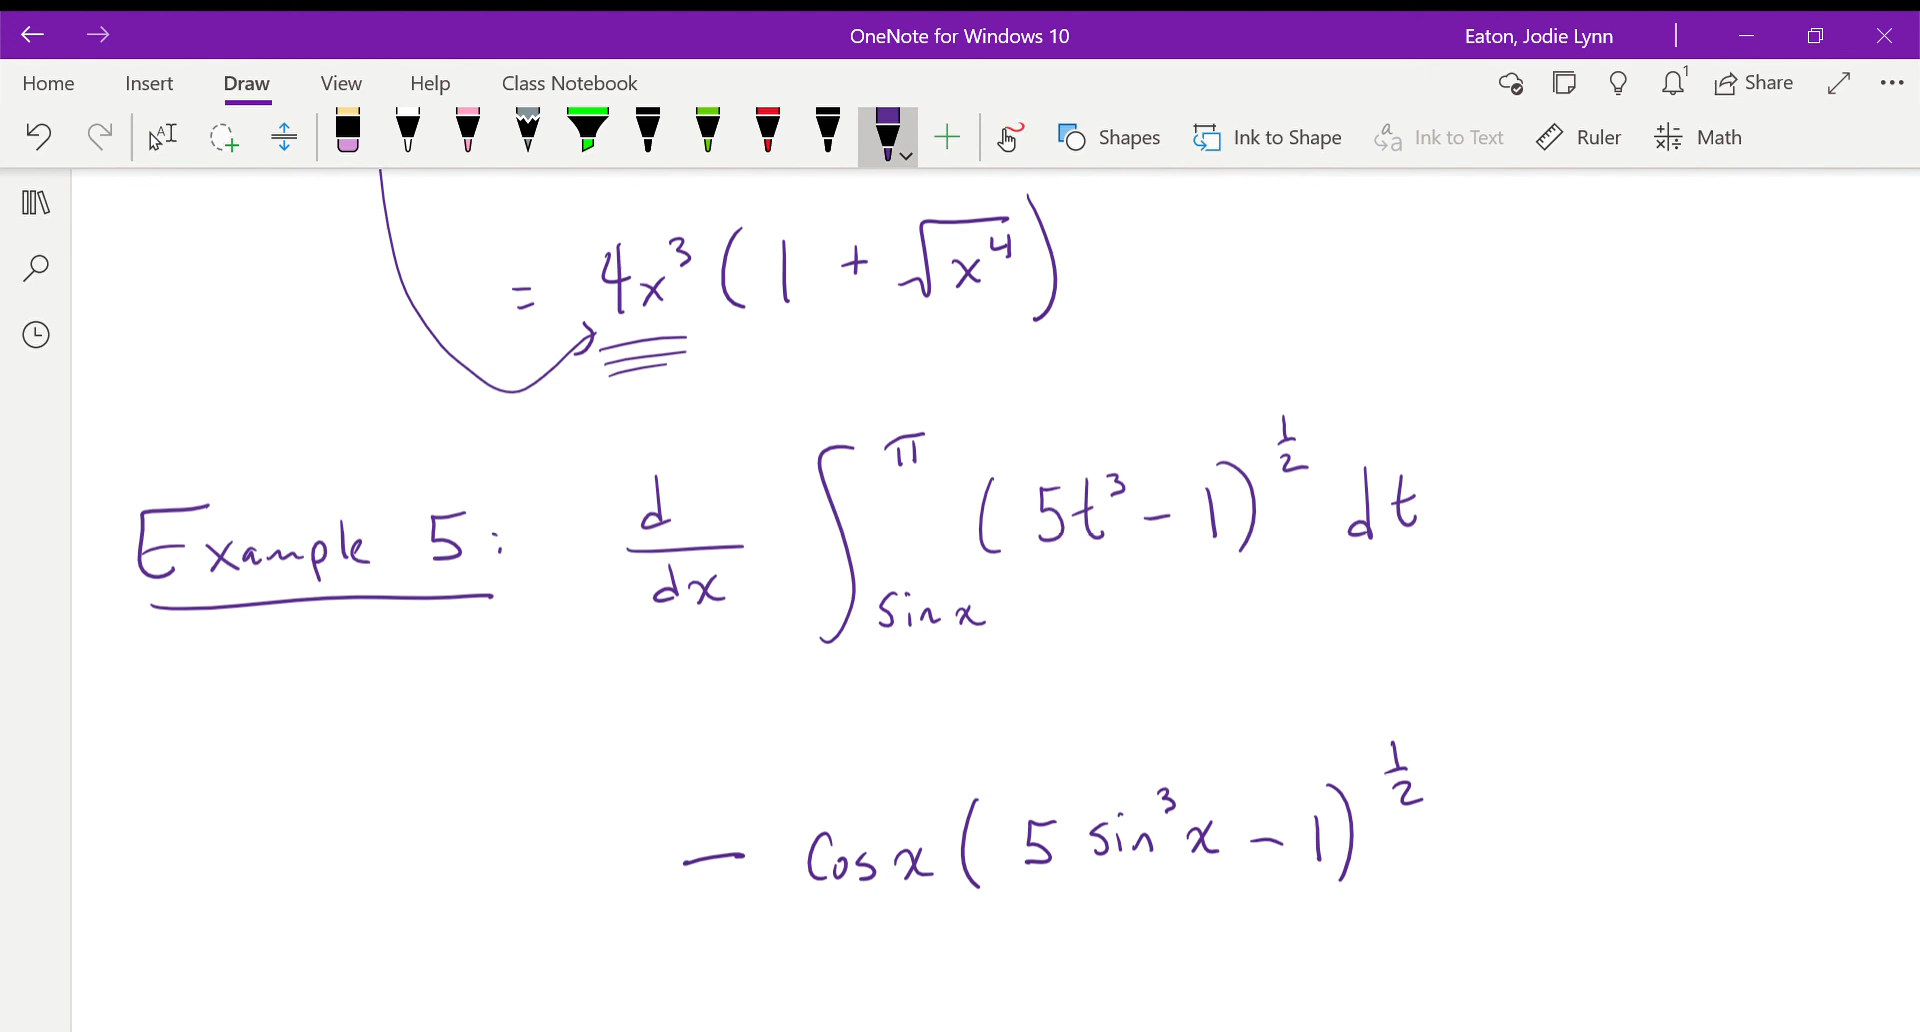 OneNote for Windows 10 Eaton, Jodie Lynn
Home Insert Draw View Help Class Notebook 1 Share
Shapes Ink to Shape Ink to Text Ruler Math
= 4x³ (1 + √x⁴)
Example 5: d/dx ∫ π sin x (5t³ - 1)^½ dt
- Cos x (5 sin³ x - 1)^½